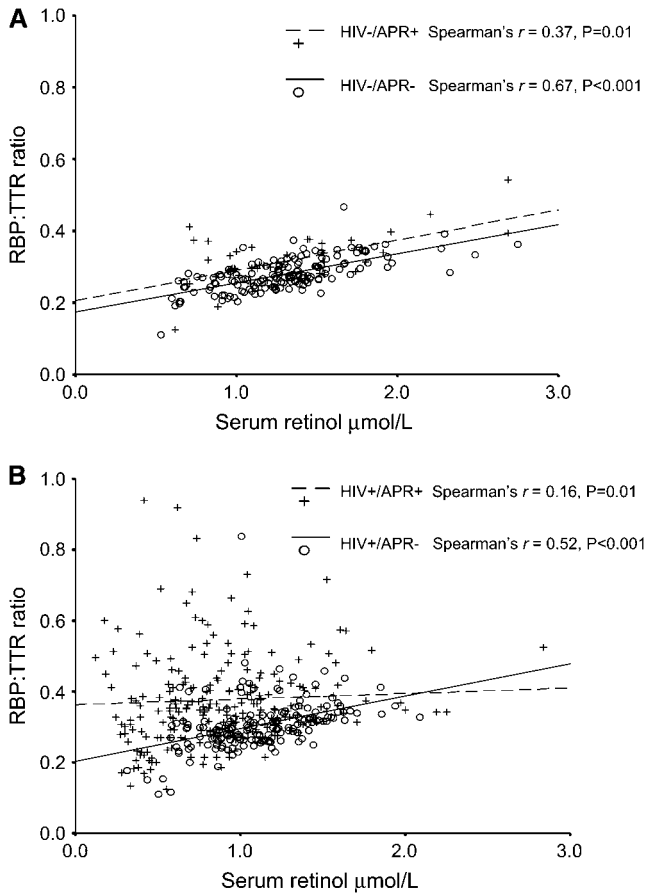 A
1.0
HIV-/APR+ Spearman's r = 0.37, P=0.01
0.8
HIV-/APR- Spearman's r = 0.67, P<0.001
0.6
RBP:TTR ratio
0.4
0.2
0.0
0.0 1.0 2.0 3.0
Serum retinol μmol/L
B
1.0
HIV+/APR+ Spearman's r = 0.16, P=0.01
0.8
HIV+/APR- Spearman's r = 0.52, P<0.001
0.6
RBP:TTR ratio
0.4
0.2
0.0
0.0 1.0 2.0 3.0
Serum retinol μmol/L